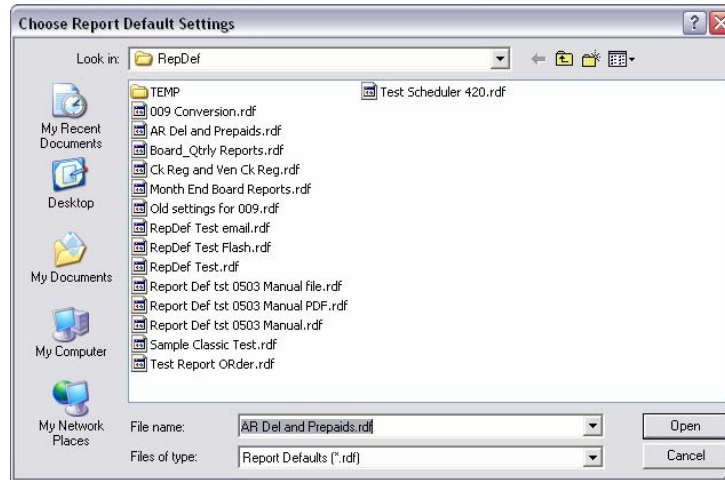 Choose Report Default Settings
Look in: RepDef
My Recent Documents
Desktop
My Documents
My Computer
My Network Places
TEMP
009 Conversion.rdf
AR Del and Prepaids.rdf
Board_Qtrly Reports.rdf
Ck Reg and Ven Ck Reg.rdf
Month End Board Reports.rdf
Old settings for 009.rdf
RepDef Test email.rdf
RepDef Test Flash.rdf
RepDef Test.rdf
Report Def tst 0503 Manual file.rdf
Report Def tst 0503 Manual PDF.rdf
Report Def tst 0503 Manual.rdf
Sample Classic Test.rdf
Test Report ORder.rdf
Test Scheduler 420.rdf
File name: AR Del and Prepaids.rdf Open
Files of type: Report Defaults (*.rdf) Cancel